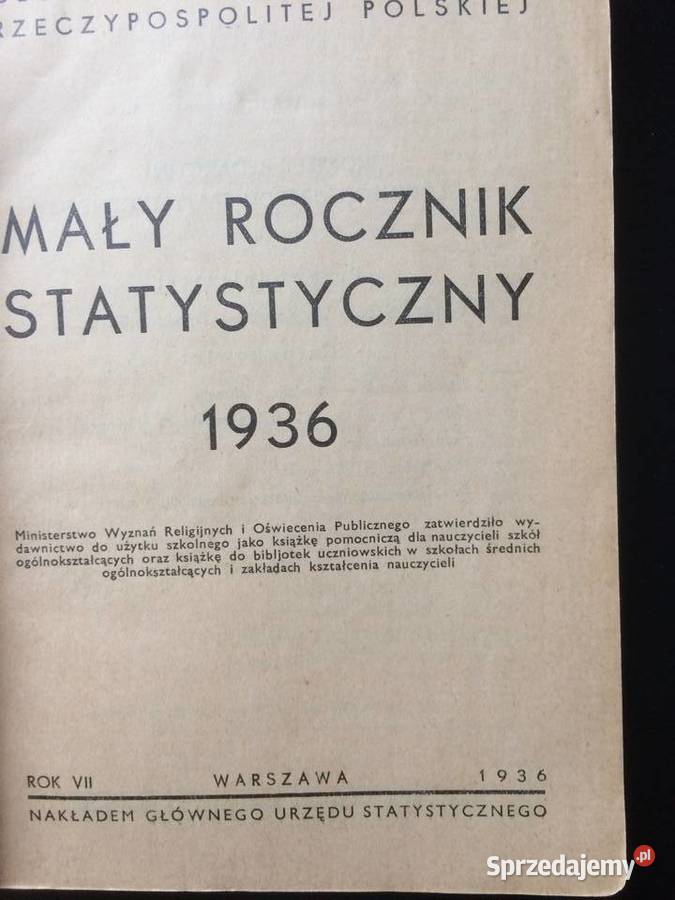 RZECZYPOSPOLITEJ POLSKIEJ
MAŁY ROCZNIK
STATYSTYCZNY
1936
Ministerstwo Wyznań Religijnych i Oświecenia Publicznego zatwierdziło wy-
dawnictwo do użytku szkolnego jako książkę pomocniczą dla nauczycieli szkół
ogólnokształcących oraz książkę do bibljotek uczniowskich w szkołach średnich
ogólnokształcących i zakładach kształcenia nauczycieli
ROK VII WARSZAWA 1936
NAKŁADEM GŁÓWNEGO URZĘDU STATYSTYCZNEGO
Sprzedajemy.pl